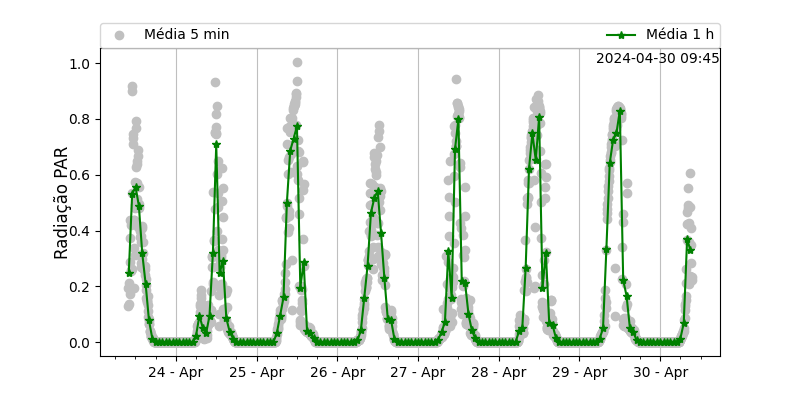 Média 5 min
Média 1 h
2024-04-30 09:45
Radiação PAR
1.0
0.8
0.6
0.4
0.2
0.0
24 - Apr
25 - Apr
26 - Apr
27 - Apr
28 - Apr
29 - Apr
30 - Apr